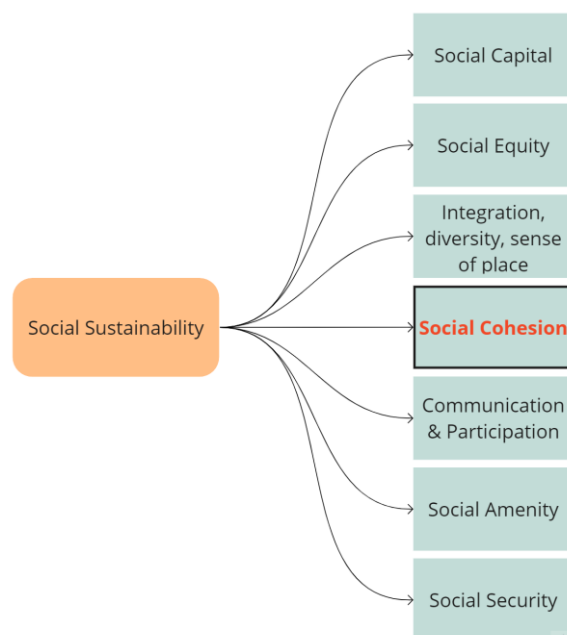 Social Capital
Social Equity
Integration,
diversity, sense
of place
Social Sustainability
Social Cohesion
Communication
& Participation
Social Amenity
Social Security